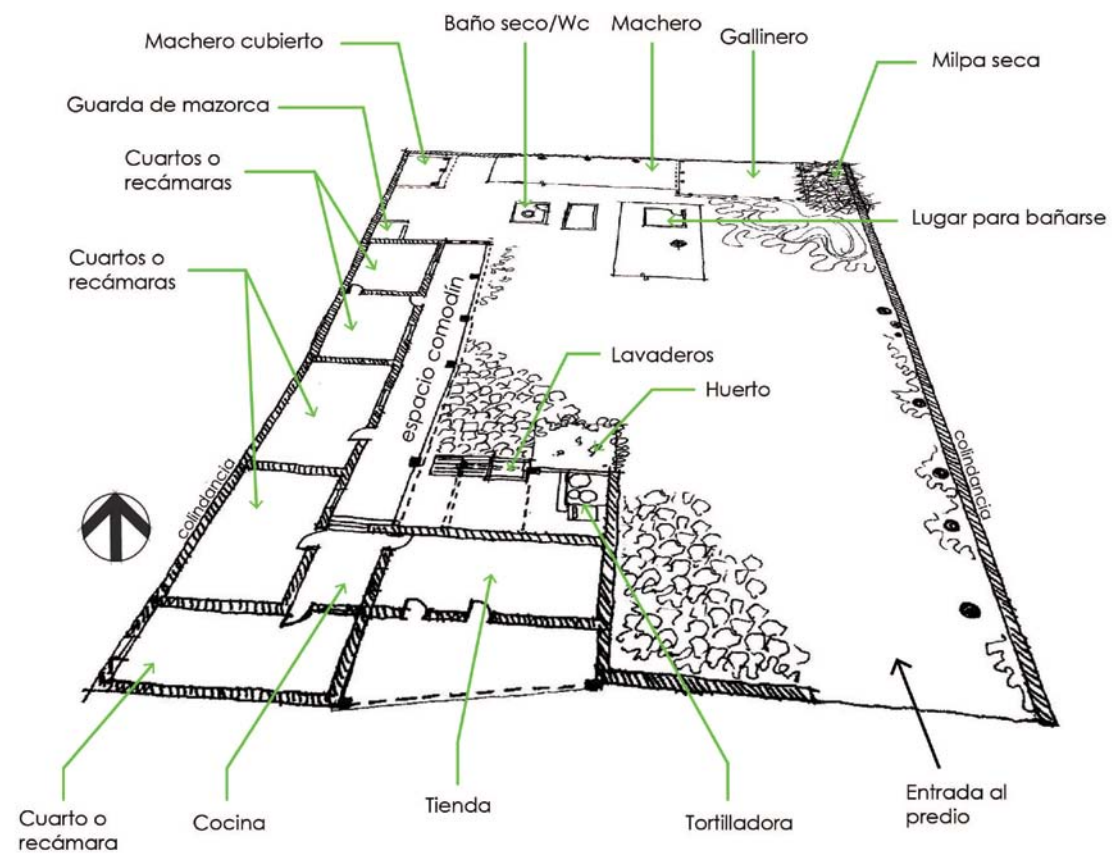 Baño seco/Wc
Machero
Gallinero
Machero cubierto
Milpa seca
Guarda de mazorca
Cuartos o
recámaras
Lugar para bañarse
Cuartos o
recámaras
espacio comodín
Lavaderos
Huerto
colindancia
colindancia
Cuarto o
recámara
Cocina
Tienda
Tortilladora
Entrada al
predio